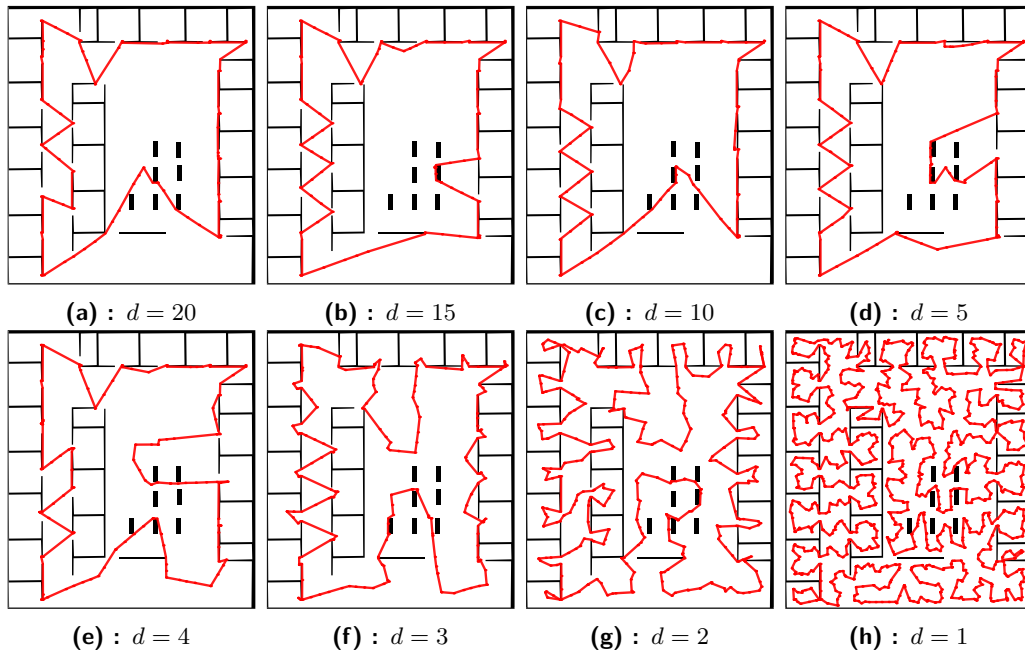 (a) : d = 20
(b) : d = 15
(c) : d = 10
(d) : d = 5
(e) : d = 4
(f) : d = 3
(g) : d = 2
(h) : d = 1